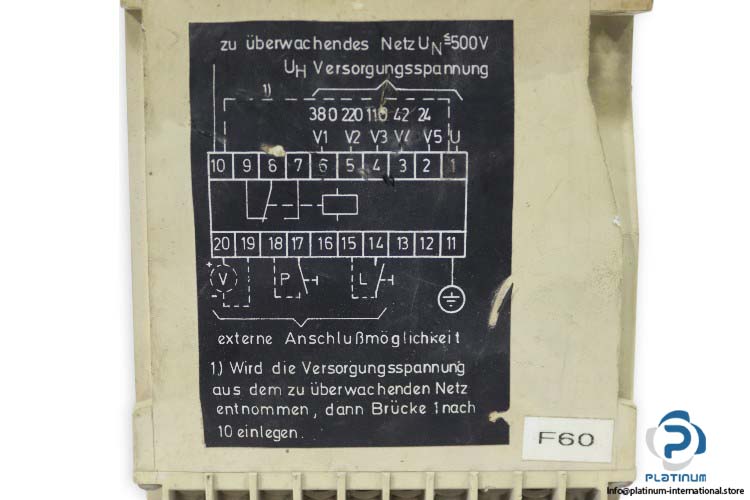 zu überwachendes Netz UN ≤500V
UH Versorgungsspannung
1)
380 220 110 42 24
V1 V2 V3 V4 V5 U
10 9 8 7 6 5 4 3 2 1
20 19 18 17 16 15 14 13 12 11
+ V - P L
externe Anschlußmöglichkeit
1.) Wird die Versorgungsspannung
aus dem zu überwachenden Netz
entnommen, dann Brücke 1 nach
10 einlegen.
F60
PLATINUM
info@platinum-international.store